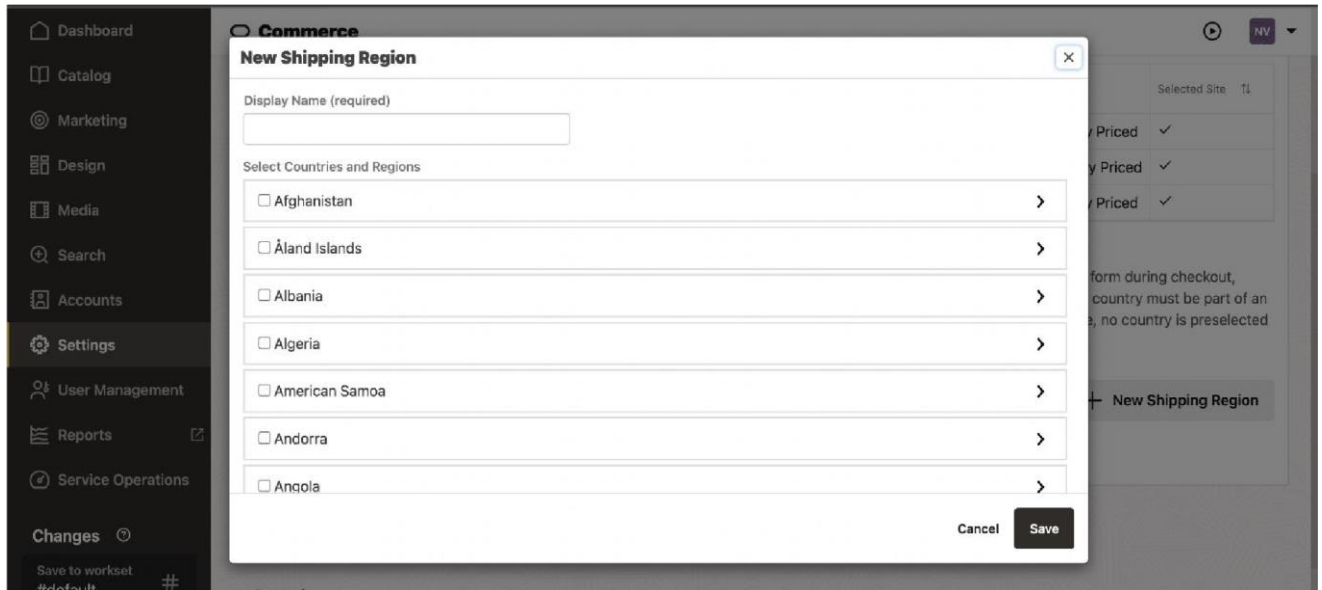 Dashboard
Catalog
Marketing
Design
Media
Search
Accounts
Settings
User Management
Reports
Service Operations
Changes
Save to workset
#default
Commerce
NV
New Shipping Region
Display Name (required)
Select Countries and Regions
Afghanistan
Åland Islands
Albania
Algeria
American Samoa
Andorra
Angola
Cancel
Save
Selected Site
Priced
y Priced
Priced
form during checkout,
country must be part of an
, no country is preselected
New Shipping Region